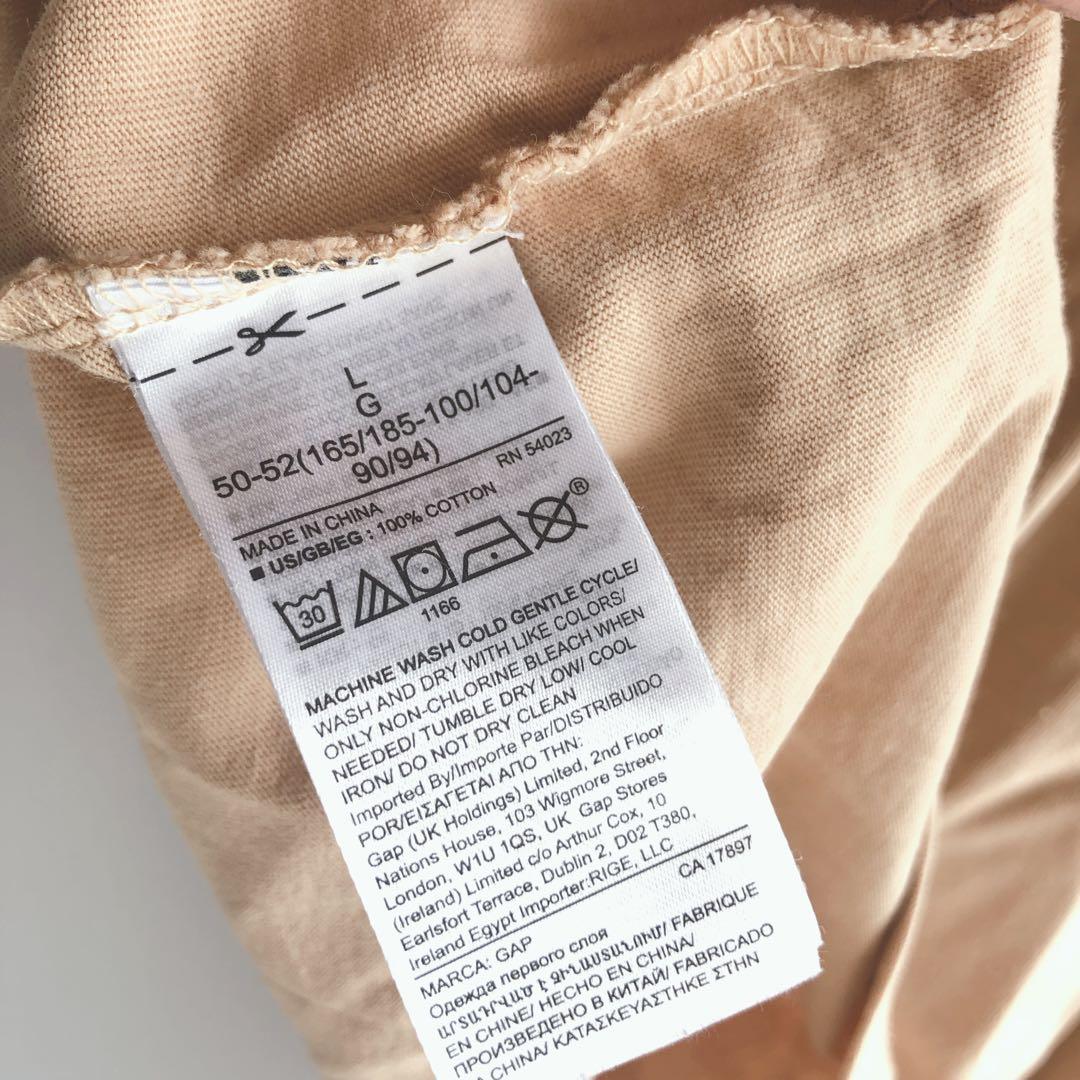 L
G
50-52(165/185-100/104-
90/94)
RN 54023
MADE IN CHINA
■ US/GB/EG : 100% COTTON
30
®
1166
MACHINE WASH COLD GENTLE CYCLE/
WASH AND DRY WITH LIKE COLORS/
ONLY NON-CHLORINE BLEACH WHEN
NEEDED/ TUMBLE DRY LOW/ COOL
IRON/ DO NOT DRY CLEAN
Imported By/Importe Par/DISTRIBUIDO
POR/ΕΙΣΑΓΕΤΑΙ ΑΠΟ ΤΗΝ:
Gap (UK Holdings) Limited, 2nd Floor
Nations House, 103 Wigmore Street,
London, W1U 1QS, UK Gap Stores
(Ireland) Limited c/o Arthur Cox, 10
Earlsfort Terrace, Dublin 2, D02 T380,
Ireland Egypt Importer:RIGE, LLC
CA 17897
MARCA: GAP
Одежда первого слоя
ԱՐՏԱԴՐՎԱԾ Է ՉԻՆԱՍՏԱՆՈՒՄ/ FABRIQUE
EN CHINE/ HECHO EN CHINA/
ПРОИЗВЕДЕНО В КИТАЙ/ FABRICADO
A CHINA/ ΚΑΤΑΣΚΕΥΑΣΤΗΚΕ ΣΤΗΝ